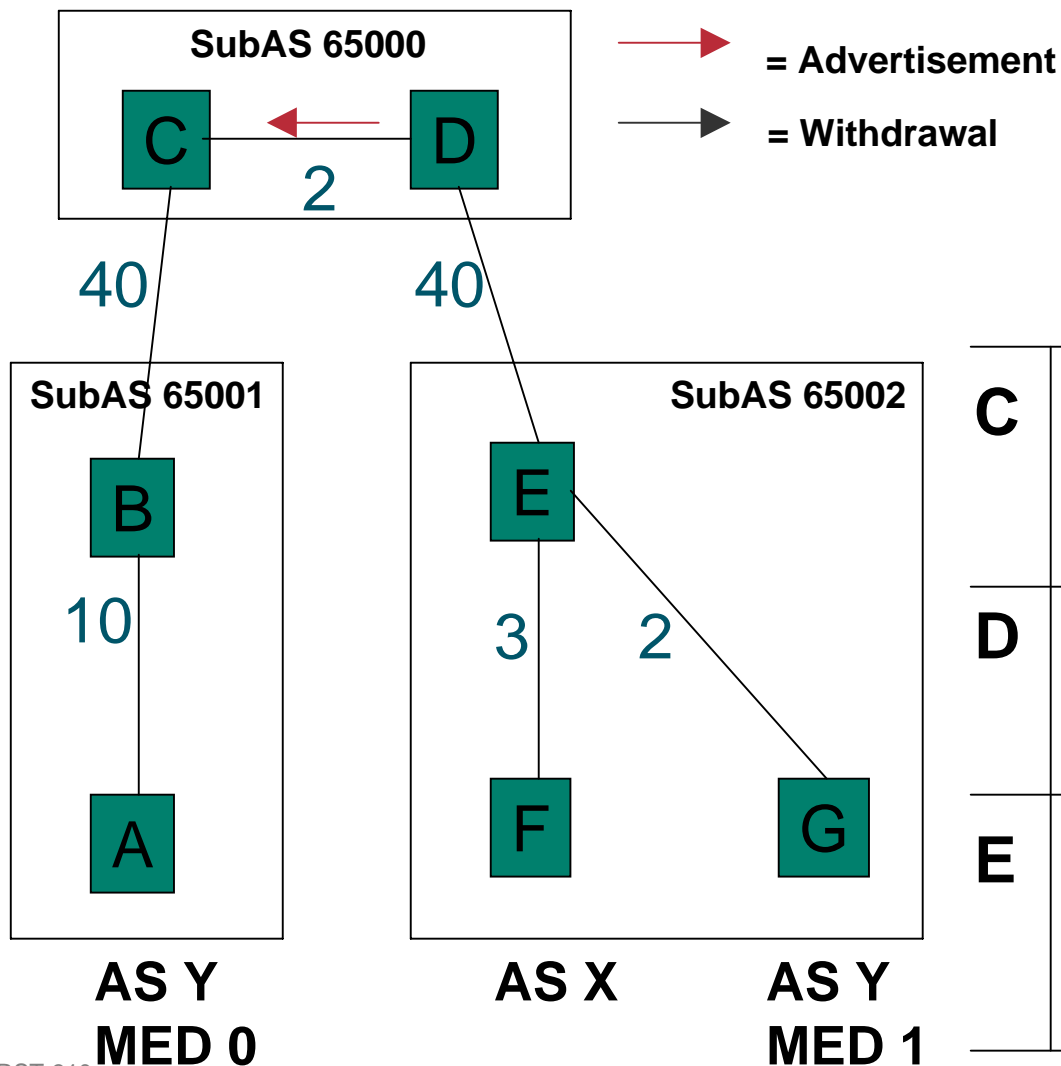 SubAS 65000
= Advertisement
= Withdrawal
C
D
2
40
40
SubAS 65001
SubAS 65002
C
B
E
10
3
2
D
A
F
G
E
AS Y
MED 0
AS X
AS Y
MED 1